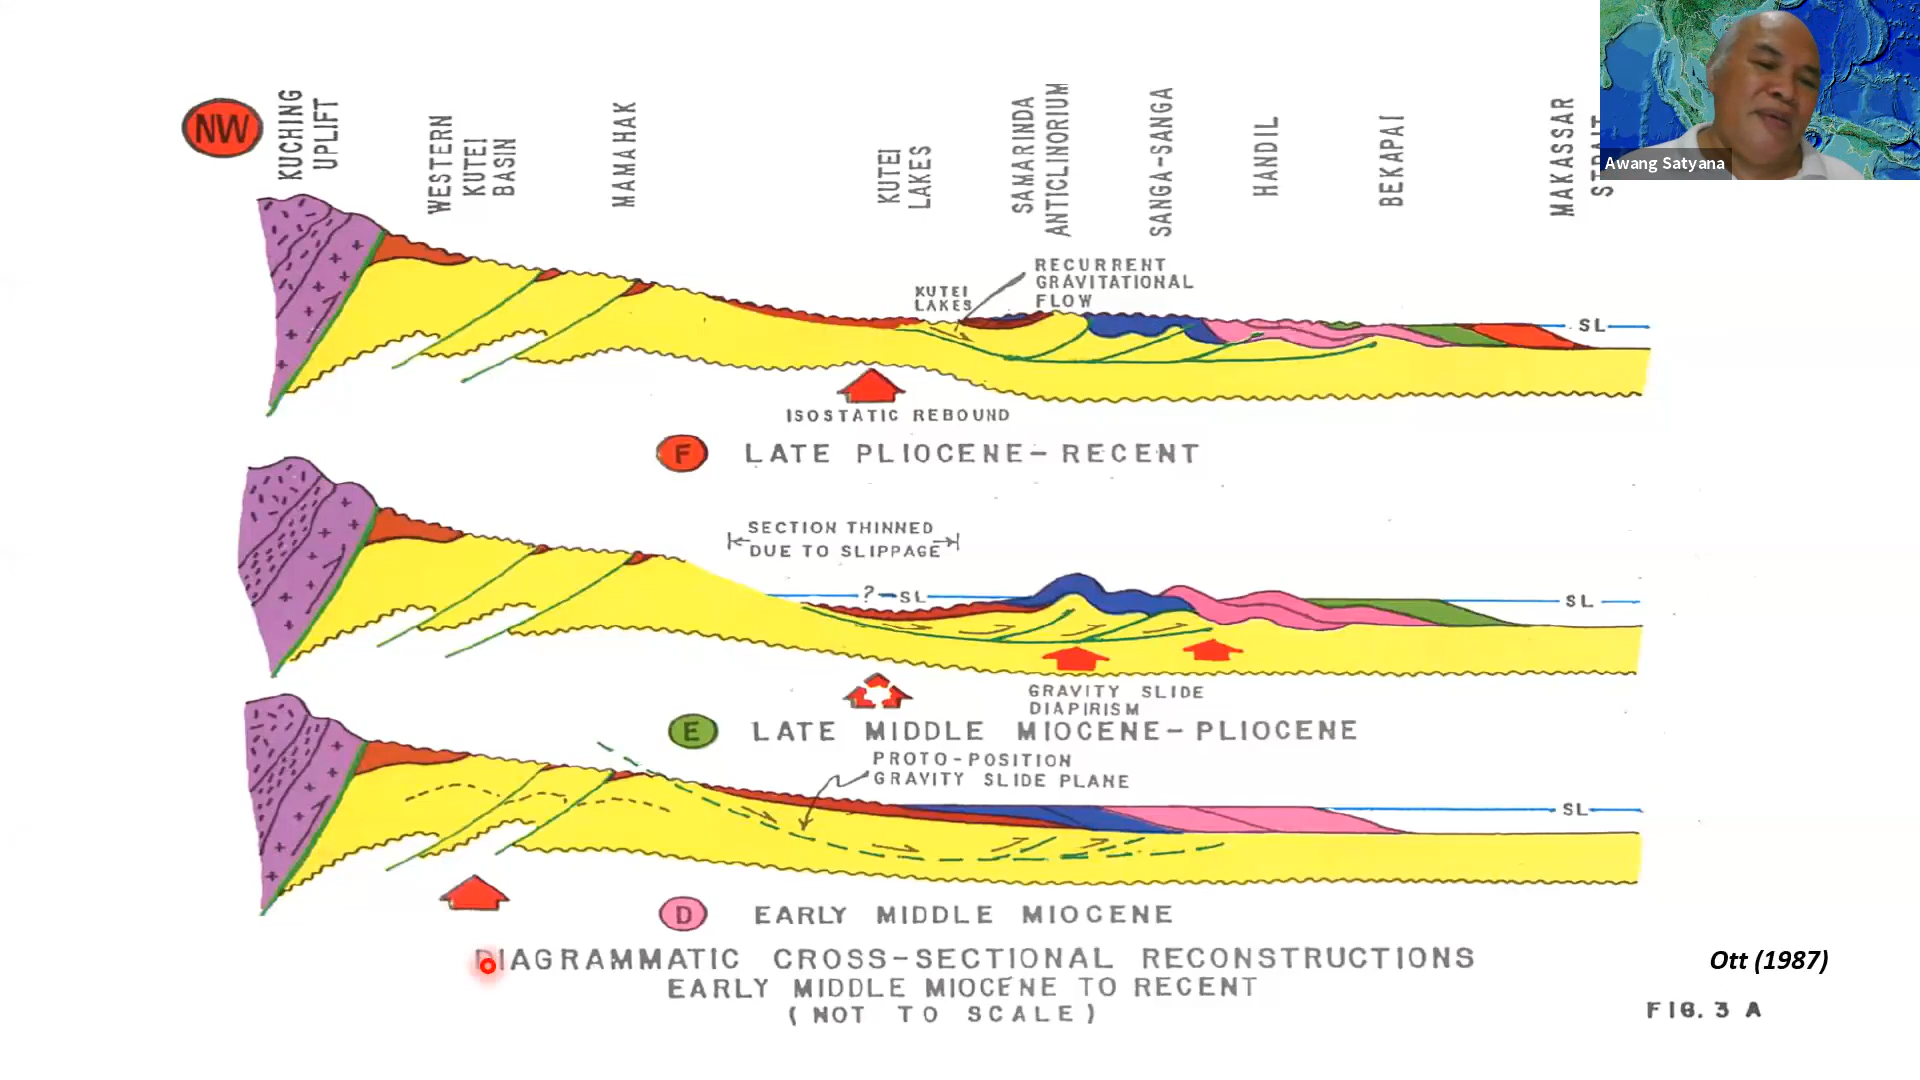 NW
KUCHING
UPLIFT
WESTERN
KUTEI
BASIN
MAMAHAK
KUTEI
LAKES
SAMARINDA
ANTICLINORIUM
SANGA-SANGA
HANDIL
BEKAPAI
MAKASSAR
Awang Satyana
RECURRENT
GRAVITATIONAL
FLOW
KUTEI
LAKES
SL
ISOSTATIC REBOUND
F LATE PLIOCENE-RECENT
SECTION THINNED
DUE TO SLIPPAGE
?-SL
SL
GRAVITY SLIDE
DIAPIRISM
E LATE MIDDLE MIOCENE-PLIOCENE
PROTO-POSITION
GRAVITY SLIDE PLANE
SL
D EARLY MIDDLE MIOCENE
DIAGRAMMATIC CROSS-SECTIONAL RECONSTRUCTIONS
EARLY MIDDLE MIOCENE TO RECENT
(NOT TO SCALE)
Ott (1987)
FIG. 3 A